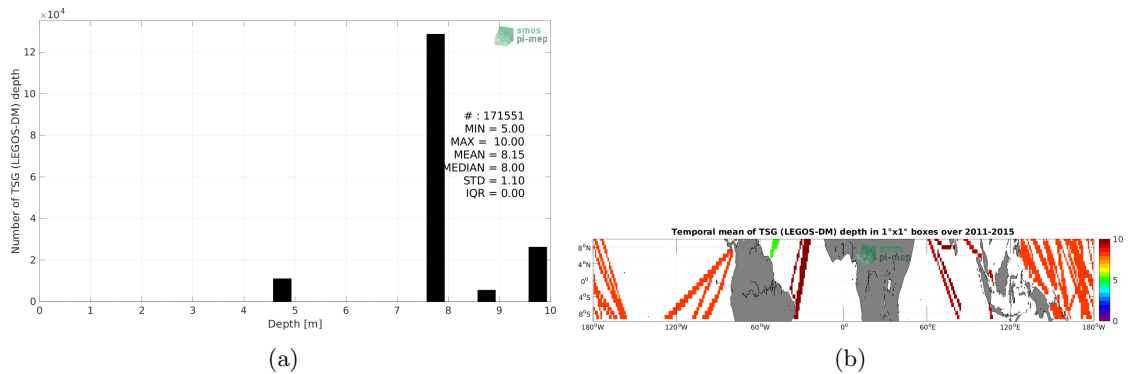 ×10⁴
12
10
8
6
4
2
0
Number of TSG (LEGOS-DM) depth
smos
pi-mep
# : 171551
MIN = 5.00
MAX = 10.00
MEAN = 8.15
MEDIAN = 8.00
STD = 1.10
IQR = 0.00
0 1 2 3 4 5 6 7 8 9 10
Depth [m]
(a)
Temporal mean of TSG (LEGOS-DM) depth in 1°x1° boxes over 2011-2015
8°N
4°N
0°
4°S
8°S
smos
pi-mep
180°W 120°W 60°W 0° 60°E 120°E 180°W
10
5
0
(b)